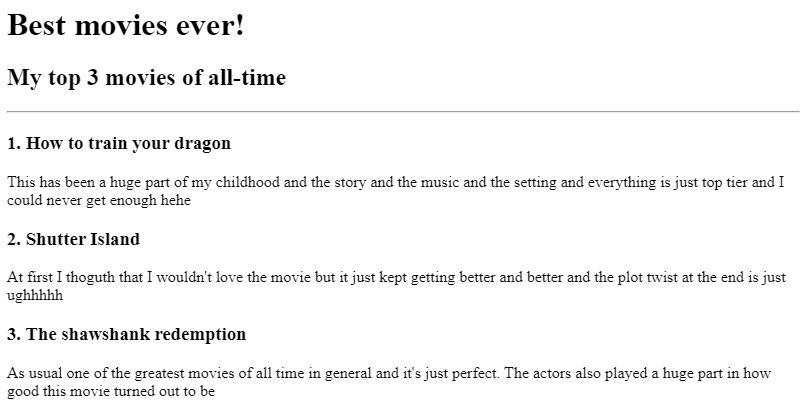 Best movies ever!
My top 3 movies of all-time
1. How to train your dragon
This has been a huge part of my childhood and the story and the music and the setting and everything is just top tier and I
could never get enough hehe
2. Shutter Island
At first I thoguth that I wouldn't love the movie but it just kept getting better and better and the plot twist at the end is just
ughhhhh
3. The shawshank redemption
As usual one of the greatest movies of all time in general and it's just perfect. The actors also played a huge part in how
good this movie turned out to be